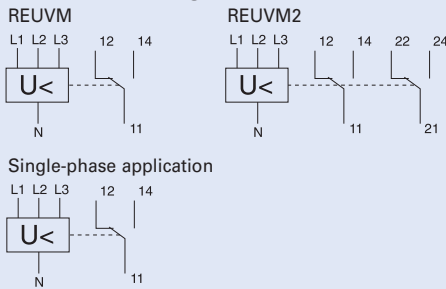 REUVM REUVM2
L1 L2 L3 12 14 L1 L2 L3 12 14 22 24
U< U<
N 11 N 11 21
Single-phase application
L1 L2 L3 12 14
U<
N 11